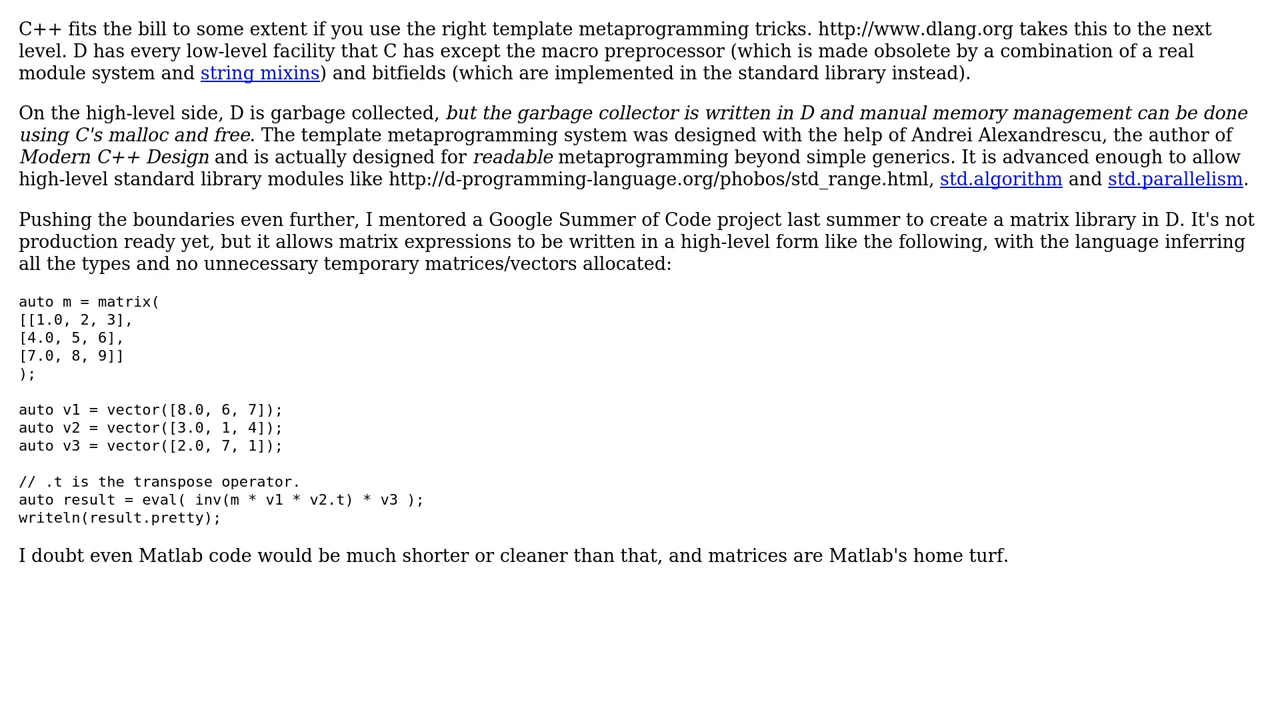 C++ fits the bill to some extent if you use the right template metaprogramming tricks. http://www.dlang.org takes this to the next
level. D has every low-level facility that C has except the macro preprocessor (which is made obsolete by a combination of a real
module system and string mixins) and bitfields (which are implemented in the standard library instead).
On the high-level side, D is garbage collected, but the garbage collector is written in D and manual memory management can be done
using C's malloc and free. The template metaprogramming system was designed with the help of Andrei Alexandrescu, the author of
Modern C++ Design and is actually designed for readable metaprogramming beyond simple generics. It is advanced enough to allow
high-level standard library modules like http://d-programming-language.org/phobos/std_range.html, std.algorithm and std.parallelism.
Pushing the boundaries even further, I mentored a Google Summer of Code project last summer to create a matrix library in D. It's not
production ready yet, but it allows matrix expressions to be written in a high-level form like the following, with the language inferring
all the types and no unnecessary temporary matrices/vectors allocated:
auto m = matrix(
[[1.0, 2, 3],
[4.0, 5, 6],
[7.0, 8, 9]]
);
auto v1 = vector([8.0, 6, 7]);
auto v2 = vector([3.0, 1, 4]);
auto v3 = vector([2.0, 7, 1]);
// .t is the transpose operator.
auto result = eval( inv(m * v1 * v2.t) * v3 );
writeln(result.pretty);
I doubt even Matlab code would be much shorter or cleaner than that, and matrices are Matlab's home turf.